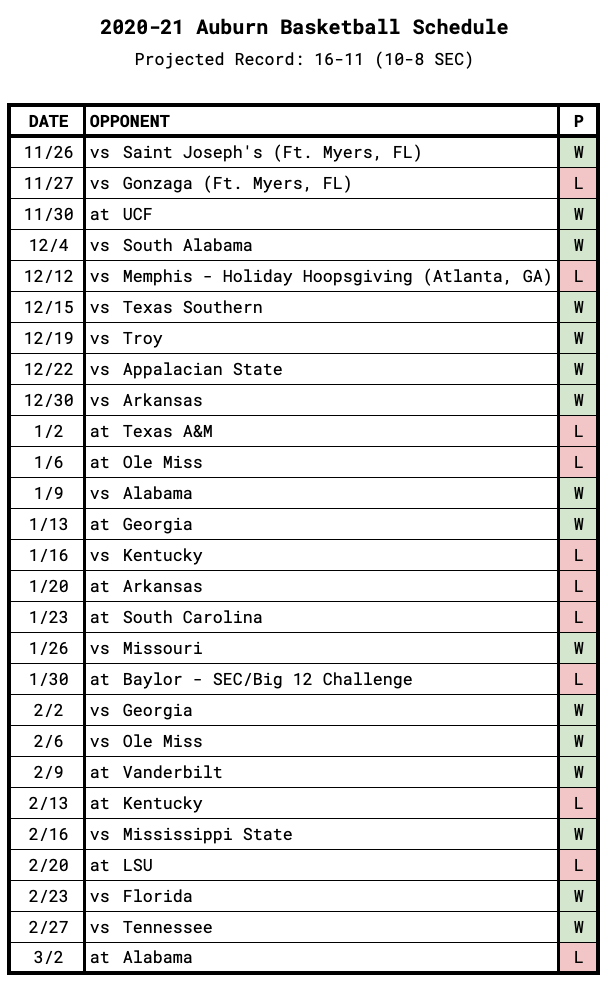 2020-21 Auburn Basketball Schedule
Projected Record: 16-11 (10-8 SEC)
DATE OPPONENT P
11/26 vs Saint Joseph's (Ft. Myers, FL) W
11/27 vs Gonzaga (Ft. Myers, FL) L
11/30 at UCF W
12/4 vs South Alabama W
12/12 vs Memphis - Holiday Hoopsgiving (Atlanta, GA) L
12/15 vs Texas Southern W
12/19 vs Troy W
12/22 vs Appalacian State W
12/30 vs Arkansas W
1/2 at Texas A&M L
1/6 at Ole Miss L
1/9 vs Alabama W
1/13 at Georgia W
1/16 vs Kentucky L
1/20 at Arkansas L
1/23 at South Carolina L
1/26 vs Missouri W
1/30 at Baylor - SEC/Big 12 Challenge L
2/2 vs Georgia W
2/6 vs Ole Miss W
2/9 at Vanderbilt W
2/13 at Kentucky L
2/16 vs Mississippi State W
2/20 at LSU L
2/23 vs Florida W
2/27 vs Tennessee W
3/2 at Alabama L